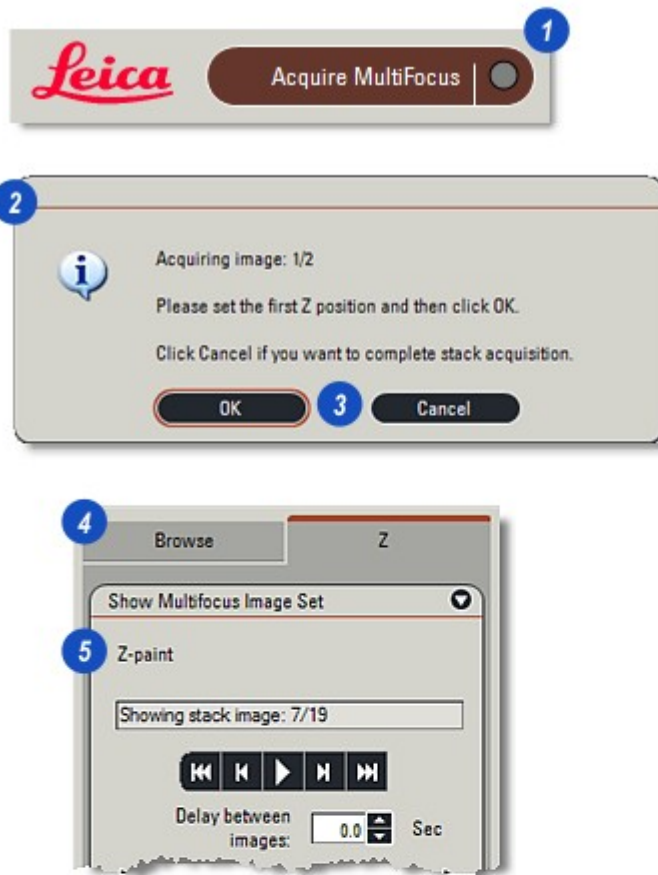 1
Leica Acquire MultiFocus
2
Acquiring image: 1/2
Please set the first Z position and then click OK.
Click Cancel if you want to complete stack acquisition.
OK 3 Cancel
4
Browse Z
Show Multifocus Image Set
5 Z-paint
Showing stack image: 7/19
Delay between
images: 0.0 Sec